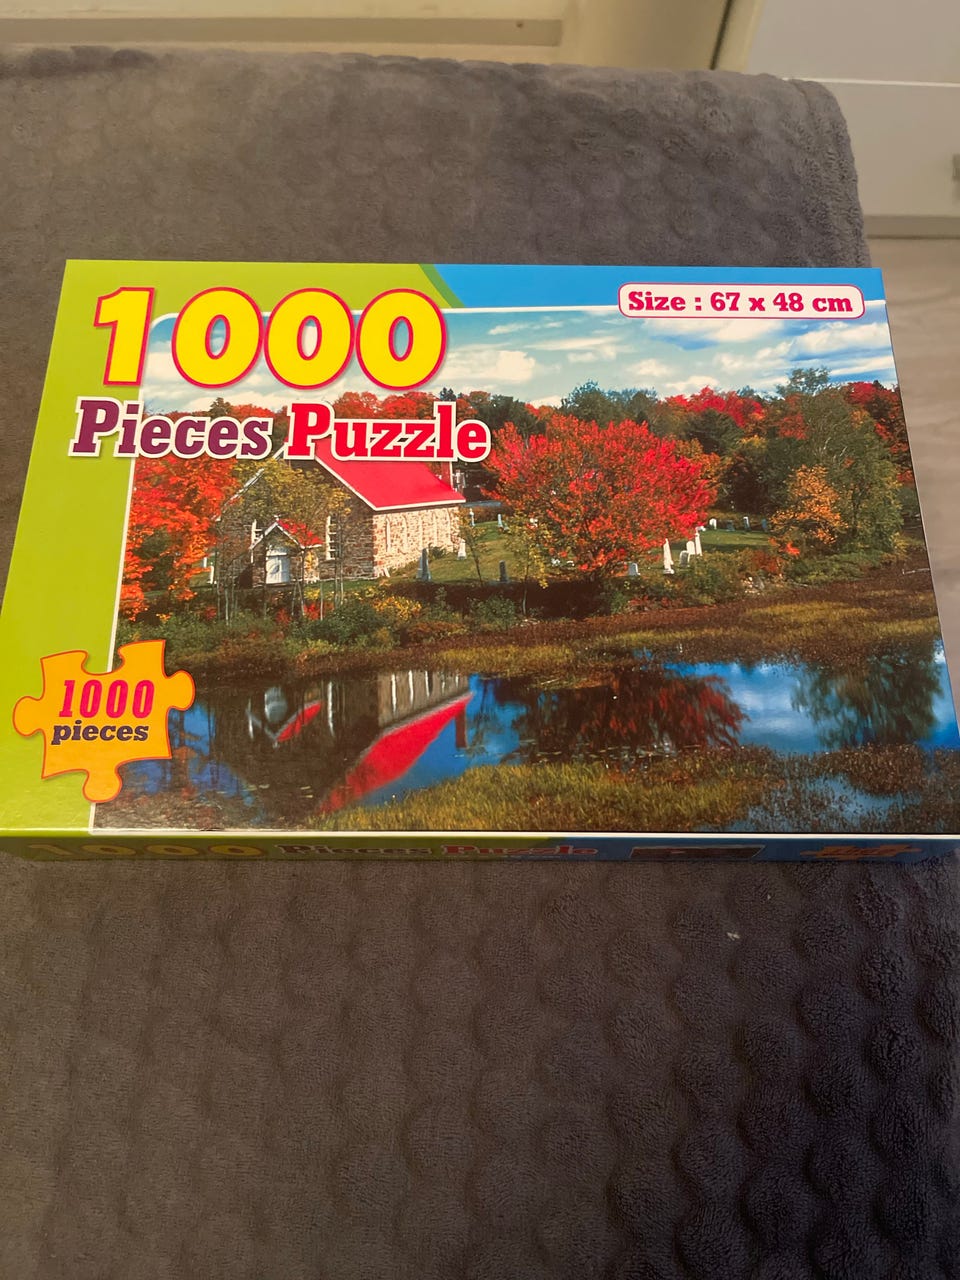 1000
Pieces Puzzle
Size : 67 x 48 cm
1000
pieces
1000 Pieces Puzzle